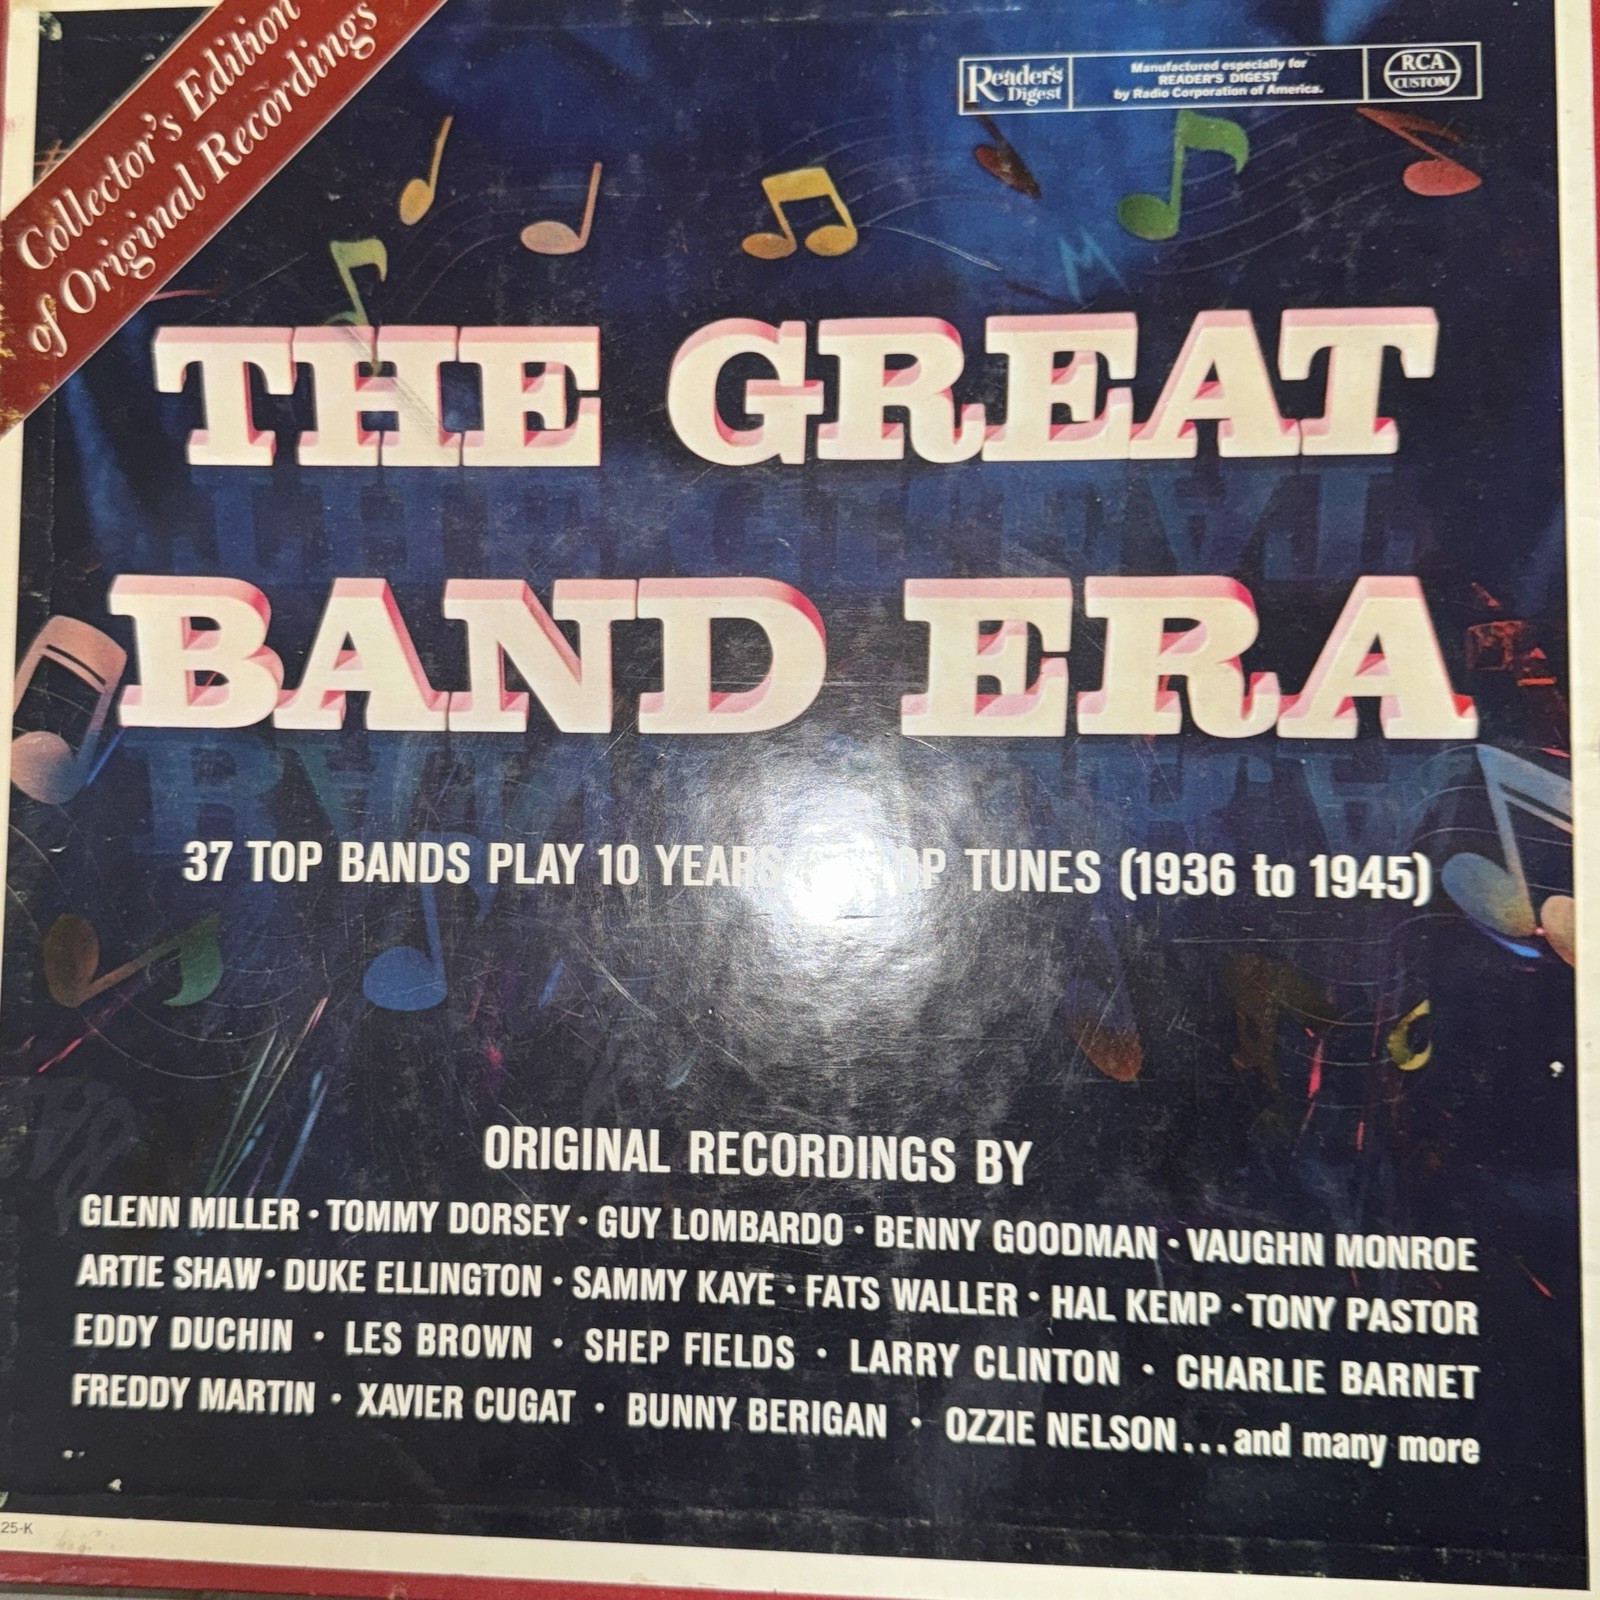 Collector's Edition
of Original Recordings
Reader's
Digest
Manufactured especially for
READER'S DIGEST
by Radio Corporation of America.
RCA
CUSTOM
THE GREAT
BAND ERA
37 TOP BANDS PLAY 10 YEARS TUNES (1936 to 1945)
ORIGINAL RECORDINGS BY
GLENN MILLER · TOMMY DORSEY · GUY LOMBARDO · BENNY GOODMAN · VAUGHN MONROE
ARTIE SHAW · DUKE ELLINGTON · SAMMY KAYE · FATS WALLER · HAL KEMP · TONY PASTOR
EDDY DUCHIN · LES BROWN · SHEP FIELDS · LARRY CLINTON · CHARLIE BARNET
FREDDY MARTIN · XAVIER CUGAT · BUNNY BERIGAN · OZZIE NELSON...and many more
25-K